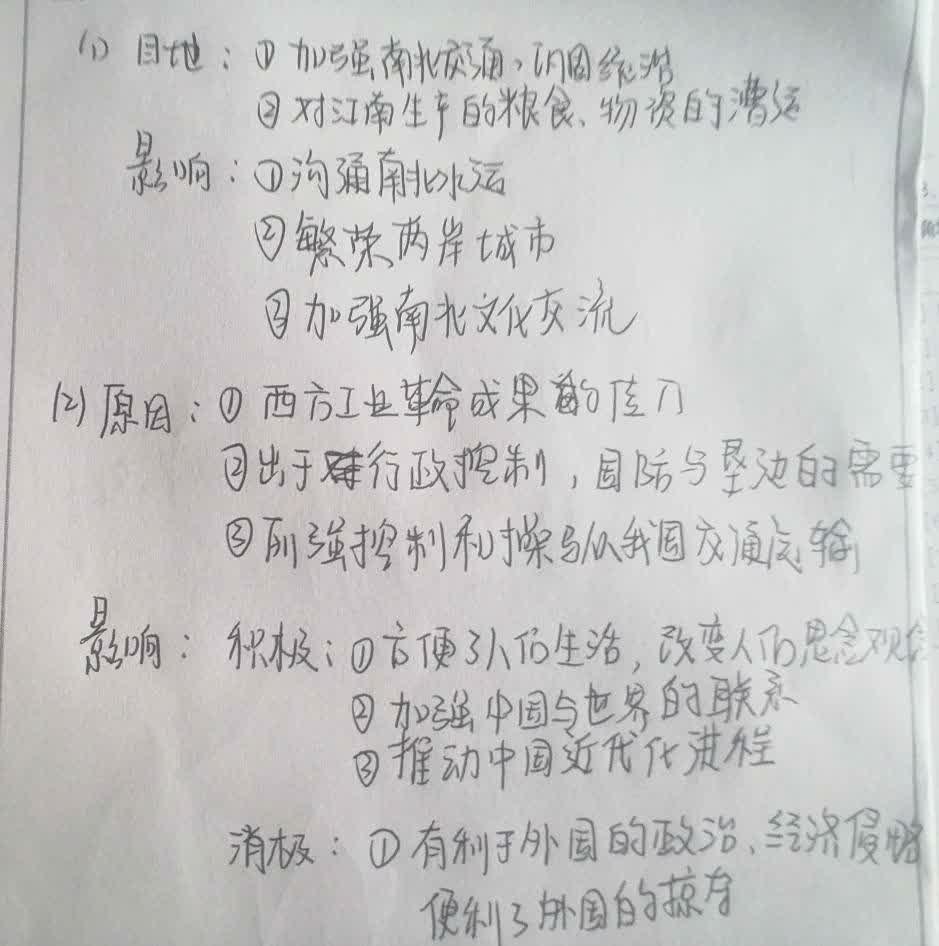 (1) 目地：① 加强南北交通，巩固统治
② 对江南生产的粮食、物资的漕运
影响：① 沟通南北水运
② 繁荣两岸城市
③ 加强南北文化交流
(2) 原因：① 西方工业革命成果的传入
② 出于行政控制，国防与垦边的需要
③ 列强控制和操纵我国交通运输
影响：积极：① 方便了人们生活，改变人们思念观
② 加强中国与世界的联系
③ 推动中国近代化进程
消极：① 有利于外国的政治、经济侵略
便利了外国的掠夺
3.